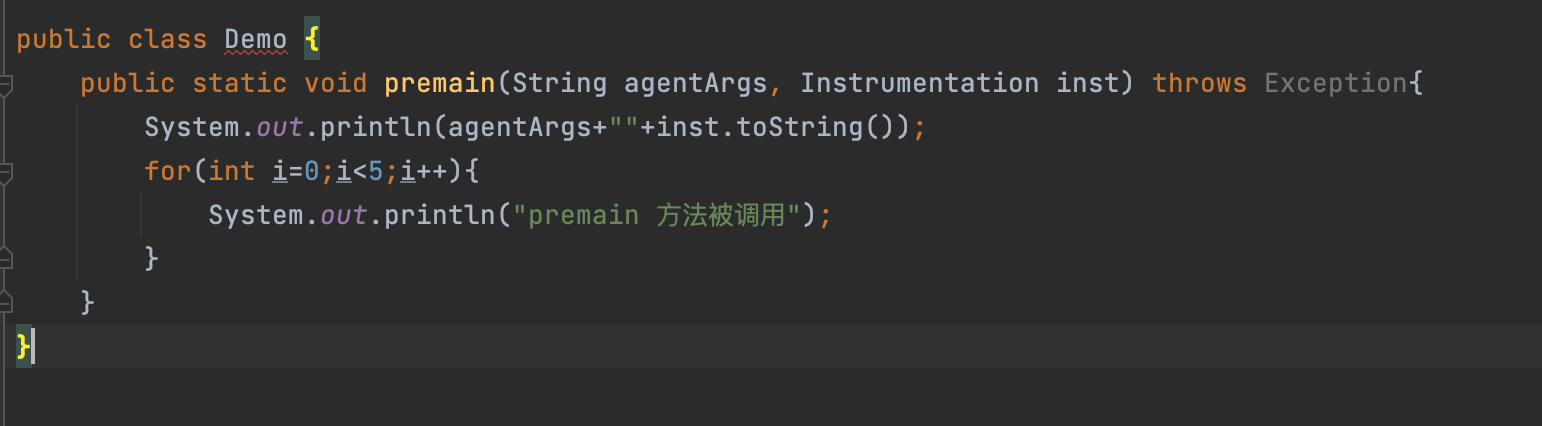 public class Demo {
    public static void premain(String agentArgs, Instrumentation inst) throws Exception{
        System.out.println(agentArgs+""+inst.toString());
        for(int i=0;i<5;i++){
            System.out.println("premain 方法被调用");
        }
    }
}